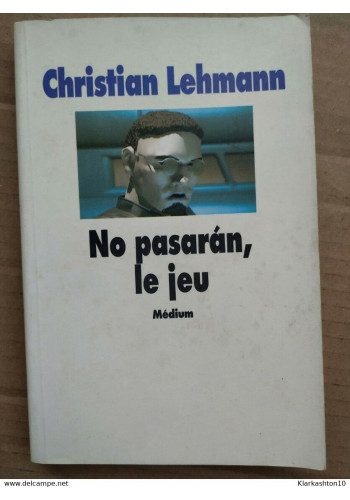 Christian Lehmann
No pasarán,
le jeu
Médium
www.delcampe.net
Klarkashton10